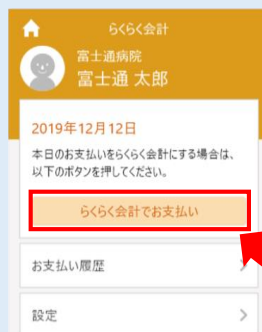 らくらく会計
富士通病院
富士通 太郎
2019年12月12日
本日のお支払いをらくらく会計にする場合は、
以下のボタンを押してください。
らくらく会計でお支払い
お支払い履歴
設定